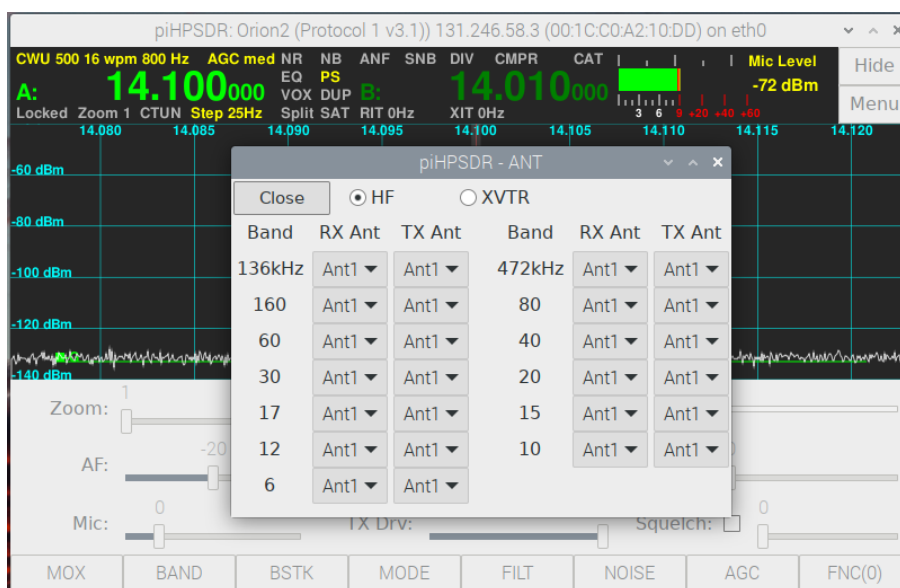 piHPSDR: Orion2 (Protocol 1 v3.1)) 131.246.58.3 (00:1C:C0:A2:10:DD) on eth0
CWU 500 16 wpm 800 Hz AGC med NR NB ANF SNB DIV CMPR CAT Mic Level Hide
EQ PS -72 dBm
A: 14.100000 VOX DUP B: 14.010000 Menu
Locked Zoom 1 CTUN Step 25Hz Split SAT RIT 0Hz XIT 0Hz 3 6 9 +20 +40 +60
14.080 14.085 14.090 14.095 14.100 14.105 14.110 14.115 14.120
piHPSDR - ANT
-60 dBm
Close HF XVTR
-80 dBm
Band RX Ant TX Ant Band RX Ant TX Ant
136kHz Ant1 Ant1 472kHz Ant1 Ant1
-100 dBm
160 Ant1 Ant1 80 Ant1 Ant1
-120 dBm
60 Ant1 Ant1 40 Ant1 Ant1
-140 dBm
30 Ant1 Ant1 20 Ant1 Ant1
Zoom: 1
17 Ant1 Ant1 15 Ant1 Ant1
AF: -20
12 Ant1 Ant1 10 Ant1 Ant1
6 Ant1 Ant1
Mic: 0 TX Drv: Squelch: 0
MOX BAND BSTK MODE FILT NOISE AGC FNC(0)